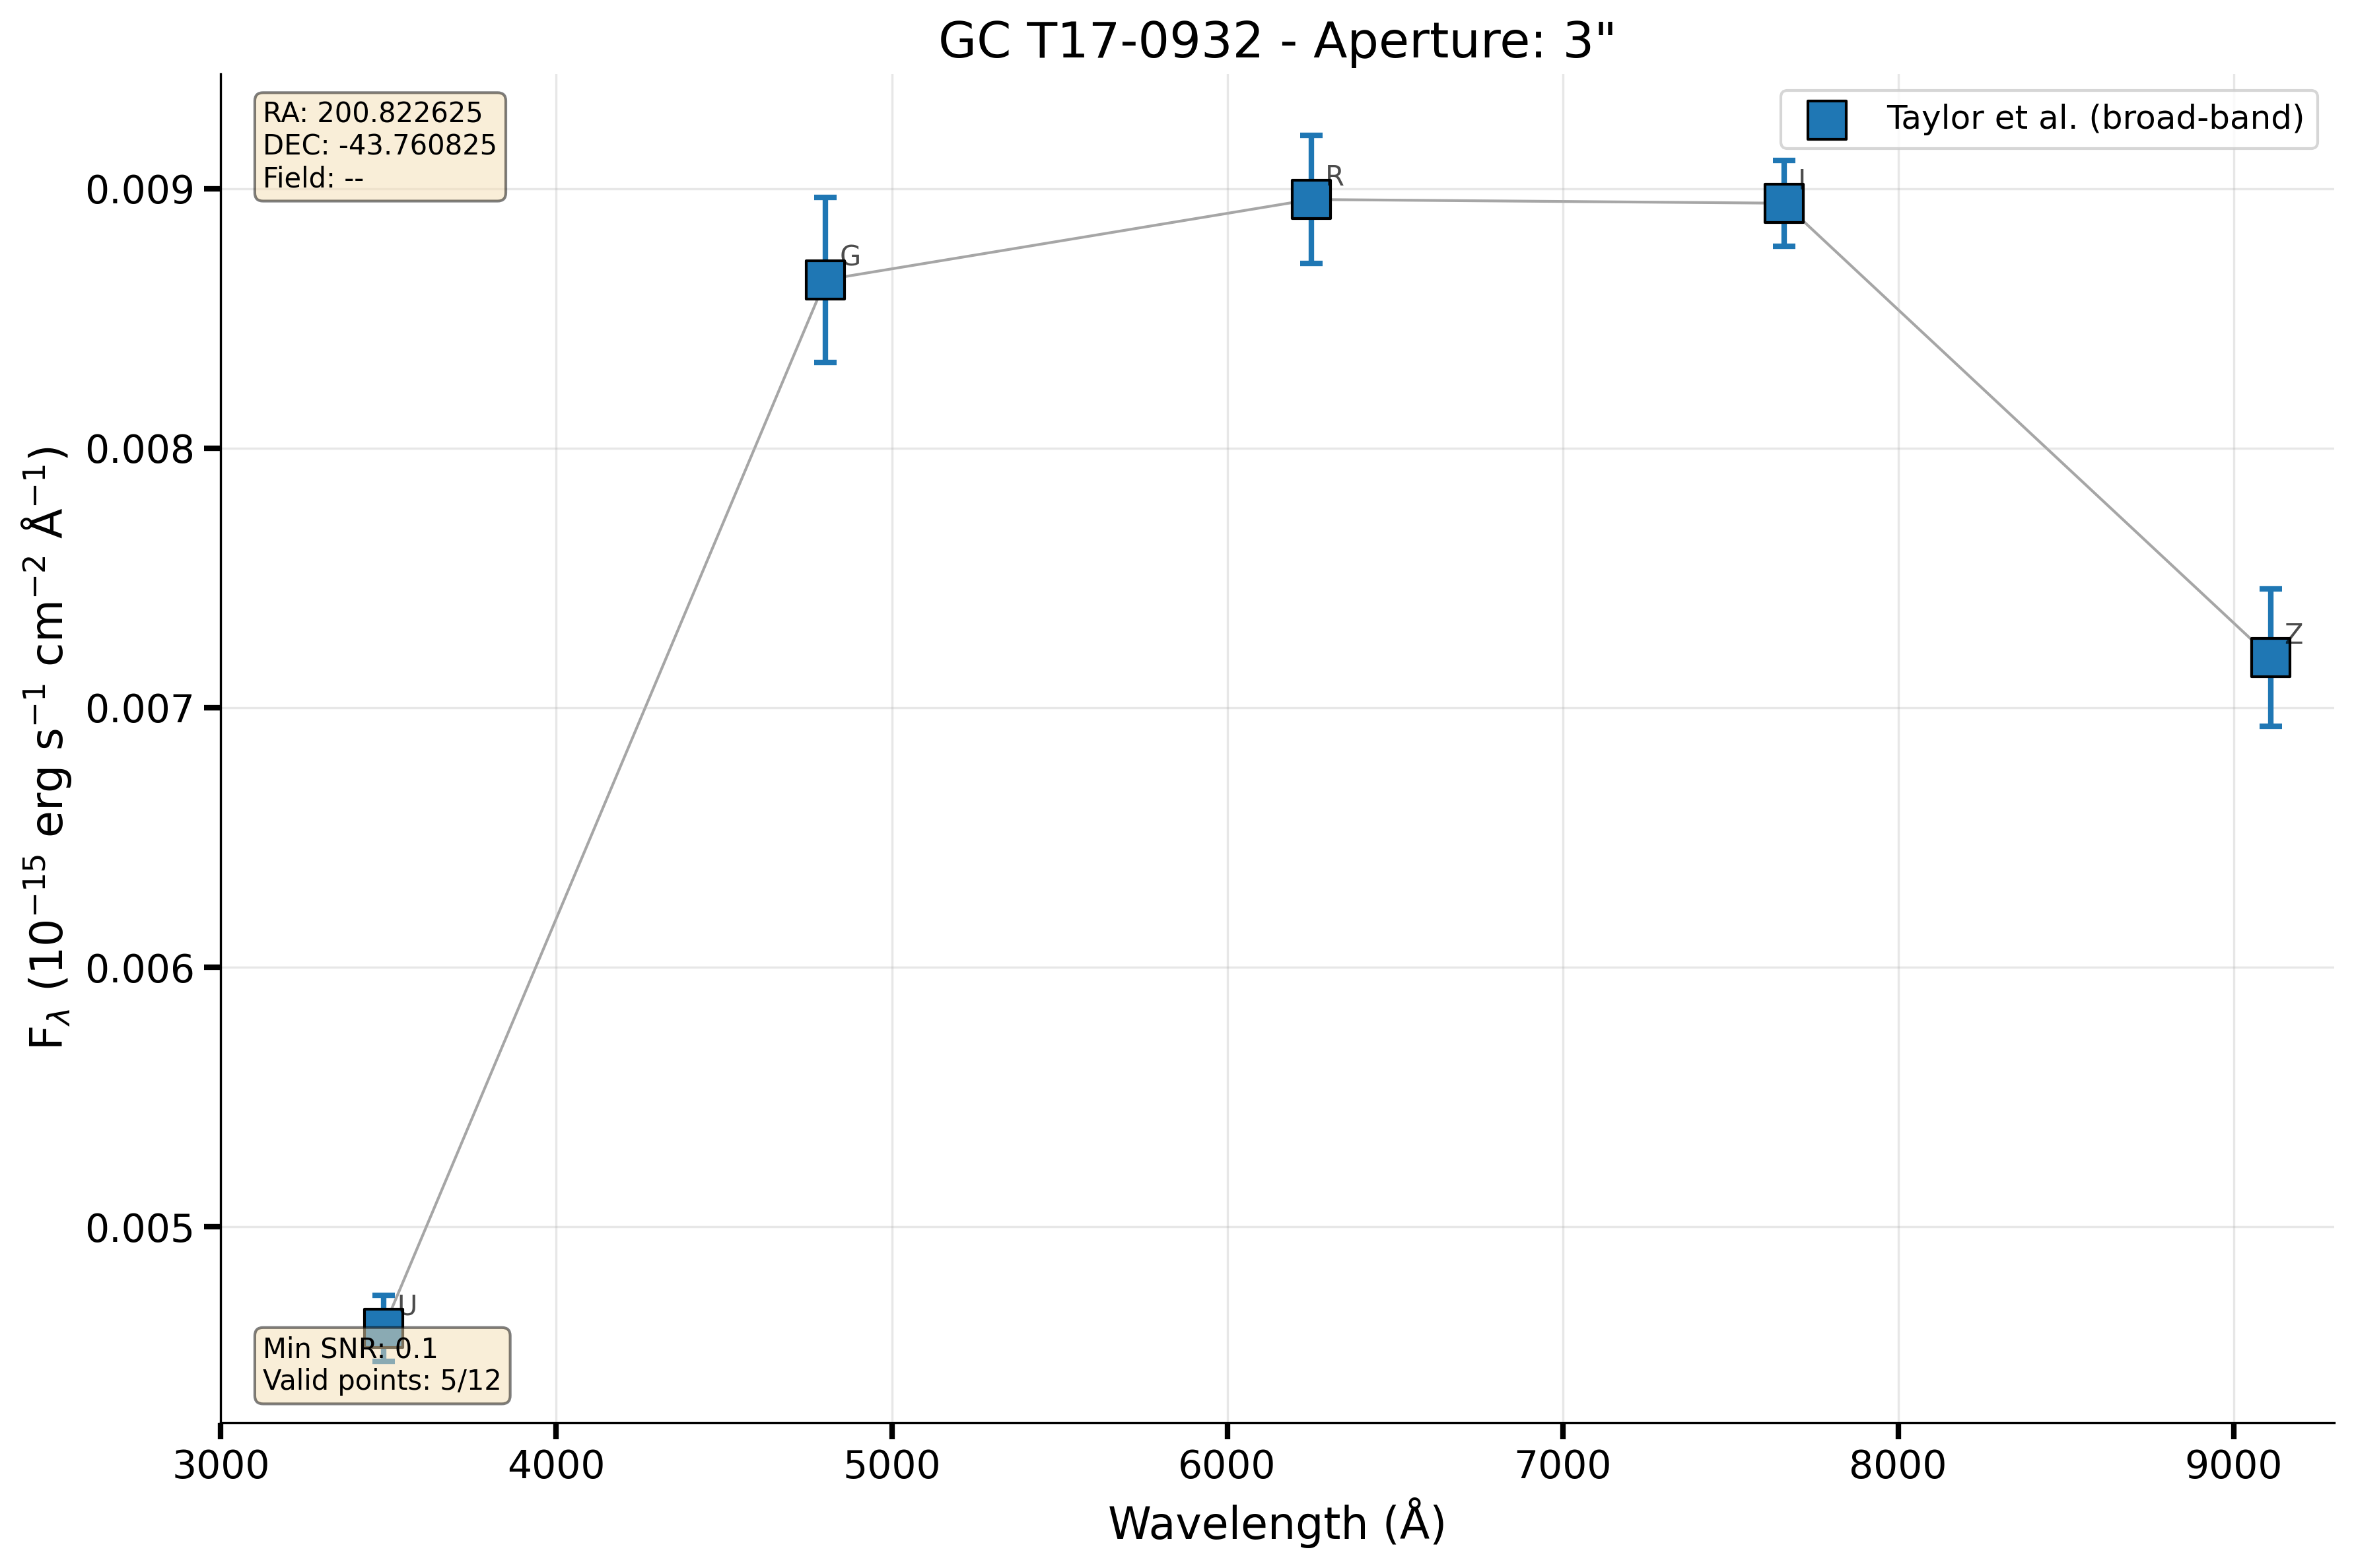 GC T17-0932 - Aperture: 3"
RA: 200.822625
DEC: -43.760825
Field: --
Taylor et al. (broad-band)
R
I
G
Z
U
Min SNR: 0.1
Valid points: 5/12
0.009
0.008
0.007
0.006
0.005
F_λ (10⁻¹⁵ erg s⁻¹ cm⁻² Å⁻¹)
3000 4000 5000 6000 7000 8000 9000
Wavelength (Å)